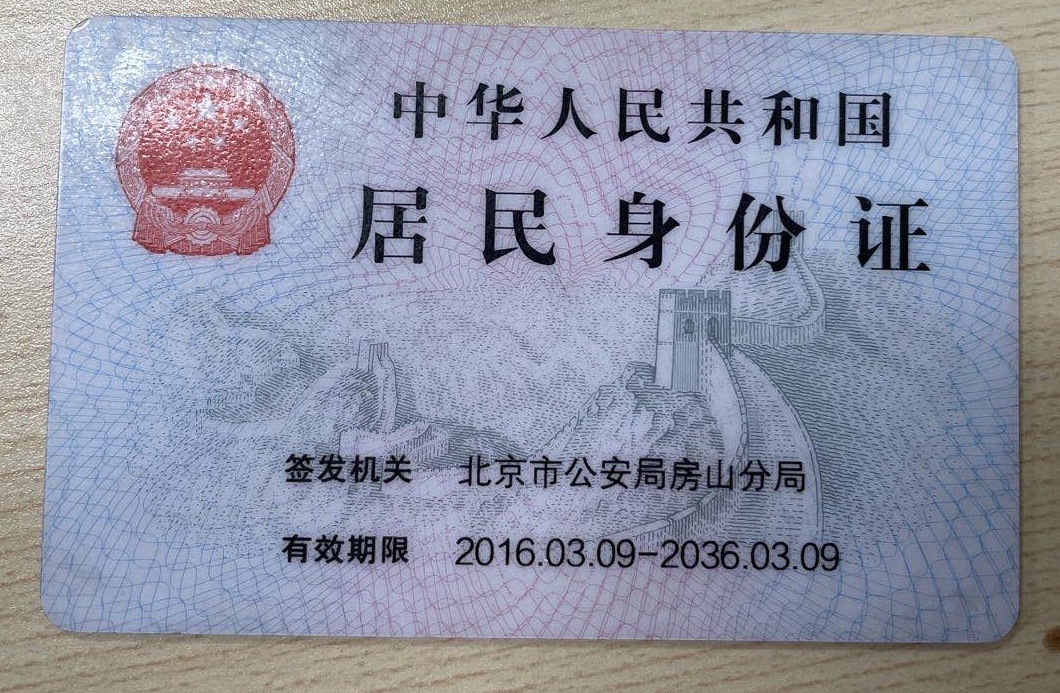 中华人民共和国
居民身份证
签发机关 北京市公安局房山分局
有效期限 2016.03.09-2036.03.09